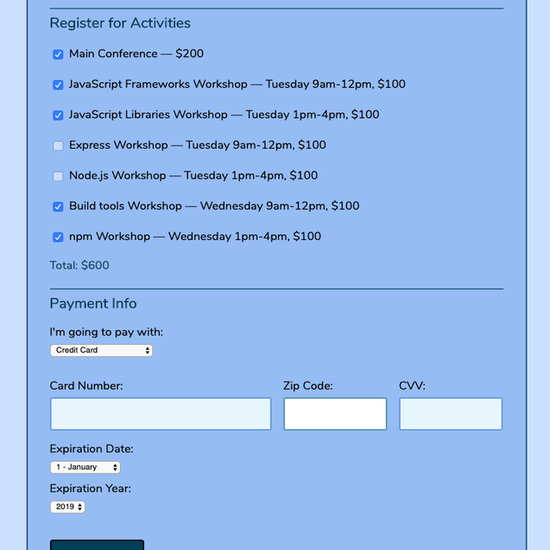 Register for Activities
Main Conference — $200
JavaScript Frameworks Workshop — Tuesday 9am-12pm, $100
JavaScript Libraries Workshop — Tuesday 1pm-4pm, $100
Express Workshop — Tuesday 9am-12pm, $100
Node.js Workshop — Tuesday 1pm-4pm, $100
Build tools Workshop — Wednesday 9am-12pm, $100
npm Workshop — Wednesday 1pm-4pm, $100
Total: $600
Payment Info
I'm going to pay with:
Credit Card
Card Number: Zip Code: CVV:
Expiration Date:
1 - January
Expiration Year:
2019